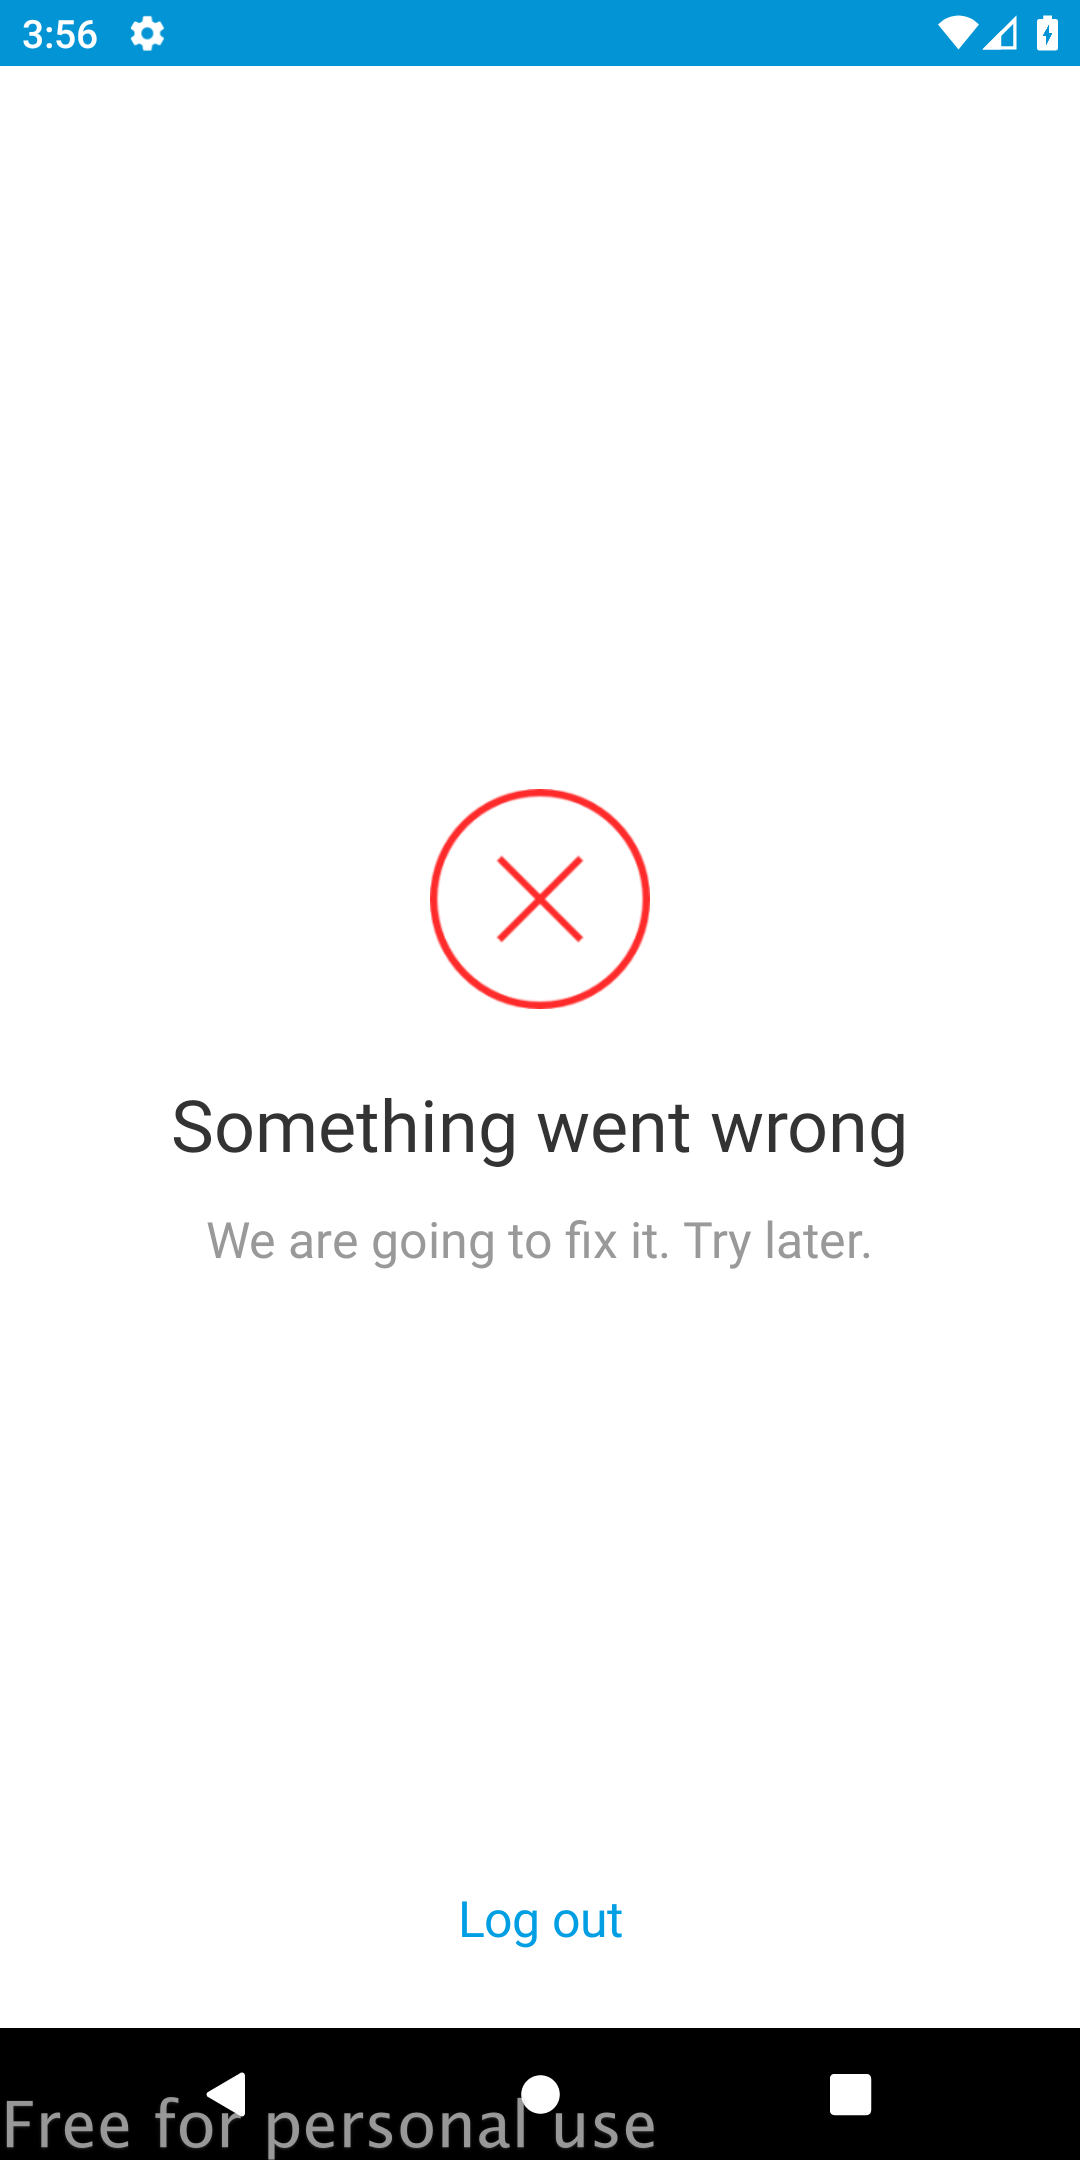 3:56
Something went wrong
We are going to fix it. Try later.
Log out
Free for personal use